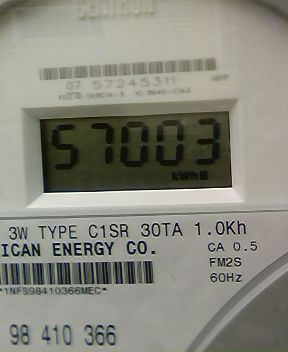 CENTRON
07 57245311
57003
kWh
3W TYPE C1SR 30TA 1.0Kh
ICAN ENERGY CO.
CA 0.5
FM2S
60Hz
*1NFS98410366MEC*
98 410 366